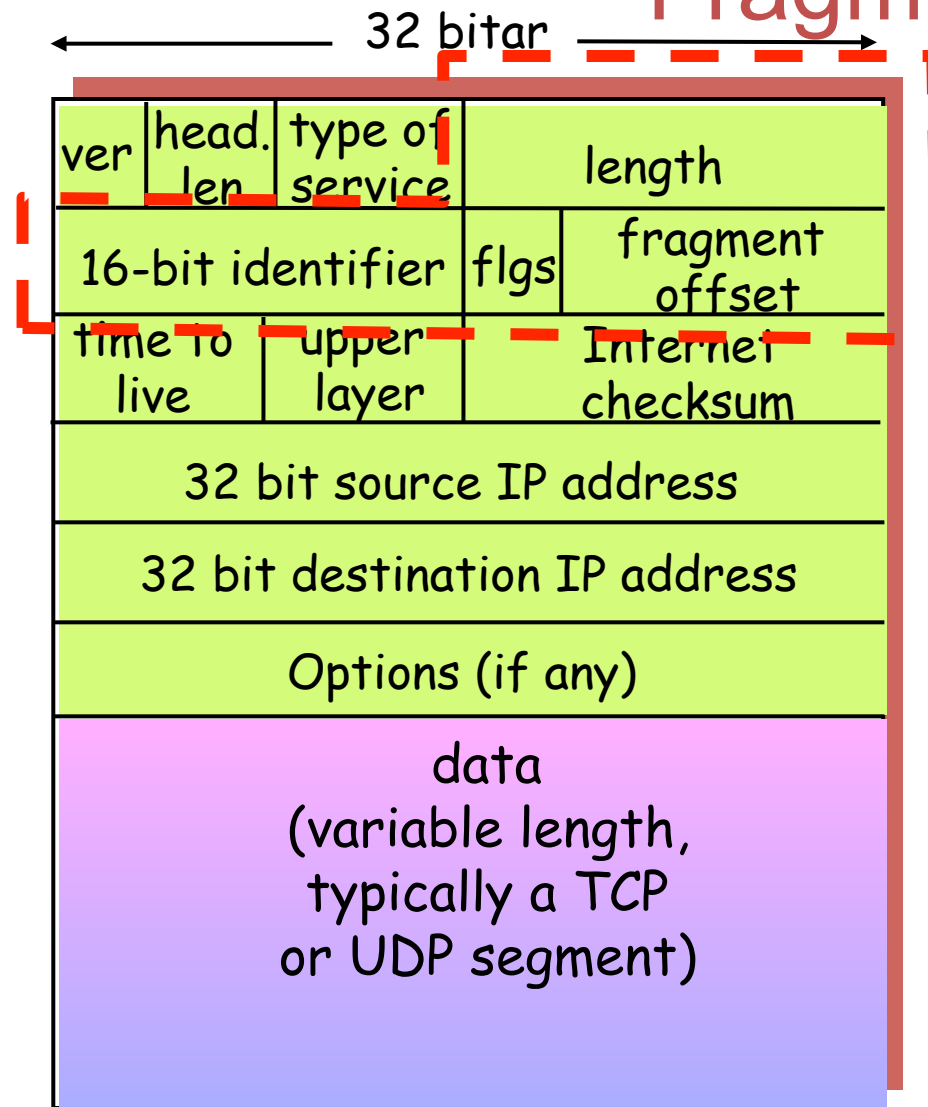 Fragm
32 bitar
ver head. len type of service length
16-bit identifier flgs fragment offset
time to live upper layer Internet checksum
32 bit source IP address
32 bit destination IP address
Options (if any)
data
(variable length,
typically a TCP
or UDP segment)